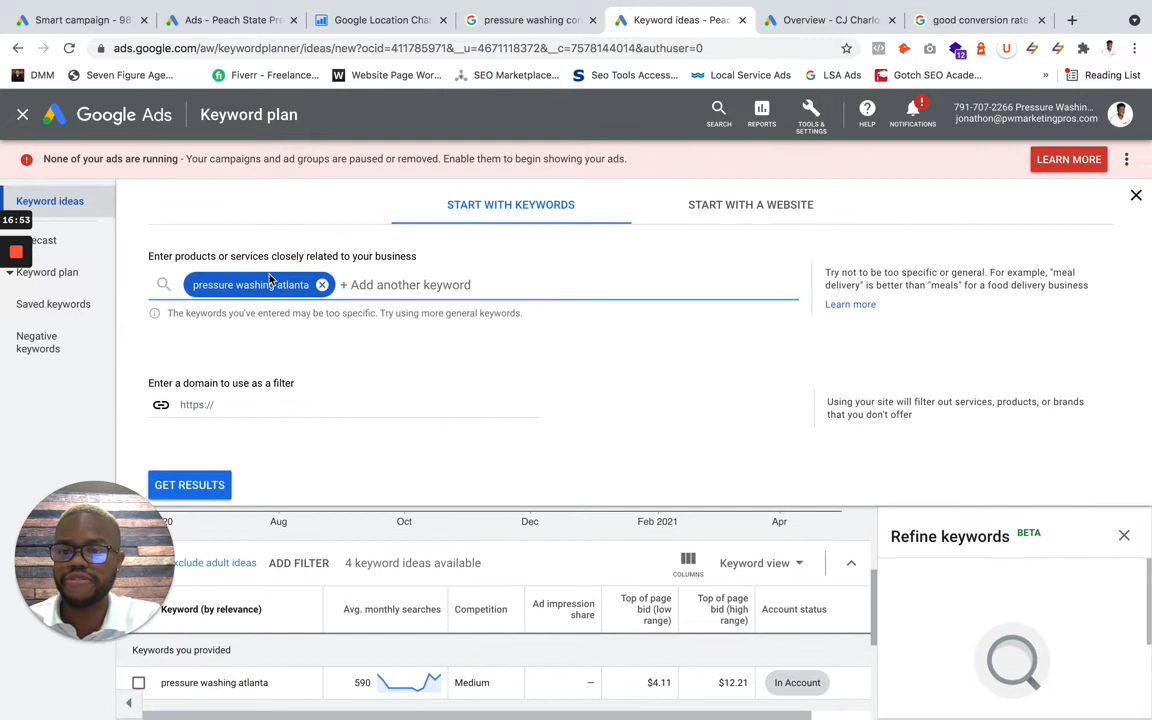 Smart campaign - 98
Ads - Peach State Pre
Google Location Cha
pressure washing con
Keyword ideas - Peac
Overview - CJ Charlo
good conversion rate
ads.google.com/aw/keywordplanner/ideas/new?ocid=411785971&__u=4671118372&__c=7578144014&authuser=0
12
DMM
Seven Figure Age...
Fiverr - Freelance...
Website Page Wor...
SEO Marketplace...
Seo Tools Access...
Local Service Ads
LSA Ads
Gotch SEO Acade...
»
Reading List
Google Ads
Keyword plan
SEARCH
REPORTS
TOOLS &
SETTINGS
HELP
NOTIFICATIONS
791-707-2266 Pressure Washin...
jonathon@pwmarketingpros.com
None of your ads are running - Your campaigns and ad groups are paused or removed. Enable them to begin showing your ads.
LEARN MORE
Keyword ideas
16:53
ecast
Keyword plan
Saved keywords
Negative
keywords
START WITH KEYWORDS
START WITH A WEBSITE
Enter products or services closely related to your business
pressure washing atlanta
+ Add another keyword
The keywords you've entered may be too specific. Try using more general keywords.
Try not to be too specific or general. For example, "meal
delivery" is better than "meals" for a food delivery business
Learn more
Enter a domain to use as a filter
https://
Using your site will filter out services, products, or brands
that you don't offer
GET RESULTS
20
Aug
Oct
Dec
Feb 2021
Apr
xclude adult ideas
ADD FILTER
4 keyword ideas available
COLUMNS
Keyword view
Refine keywords BETA
Keyword (by relevance)
Avg. monthly searches
Competition
Ad impression
share
Top of page
bid (low
range)
Top of page
bid (high
range)
Account status
Keywords you provided
pressure washing atlanta
590
Medium
–
$4.11
$12.21
In Account